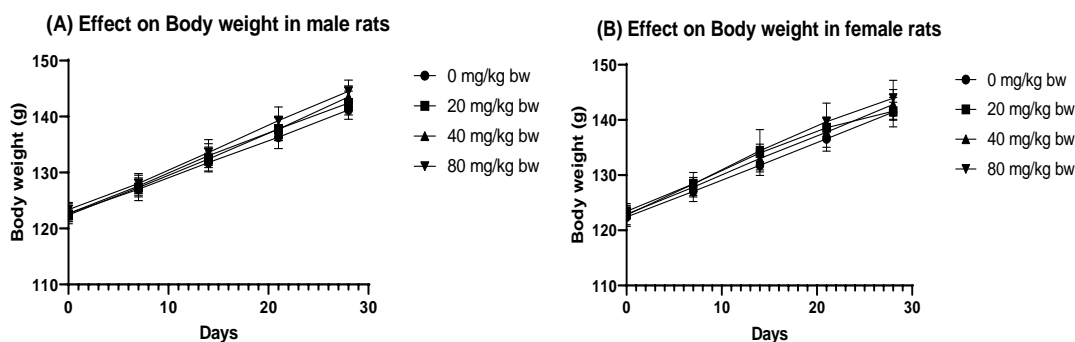 (A) Effect on Body weight in male rats
Body weight (g)
150
140
130
120
110
0
10
20
30
Days
0 mg/kg bw
20 mg/kg bw
40 mg/kg bw
80 mg/kg bw
(B) Effect on Body weight in female rats
Body weight (g)
150
140
130
120
110
0
10
20
30
Days
0 mg/kg bw
20 mg/kg bw
40 mg/kg bw
80 mg/kg bw